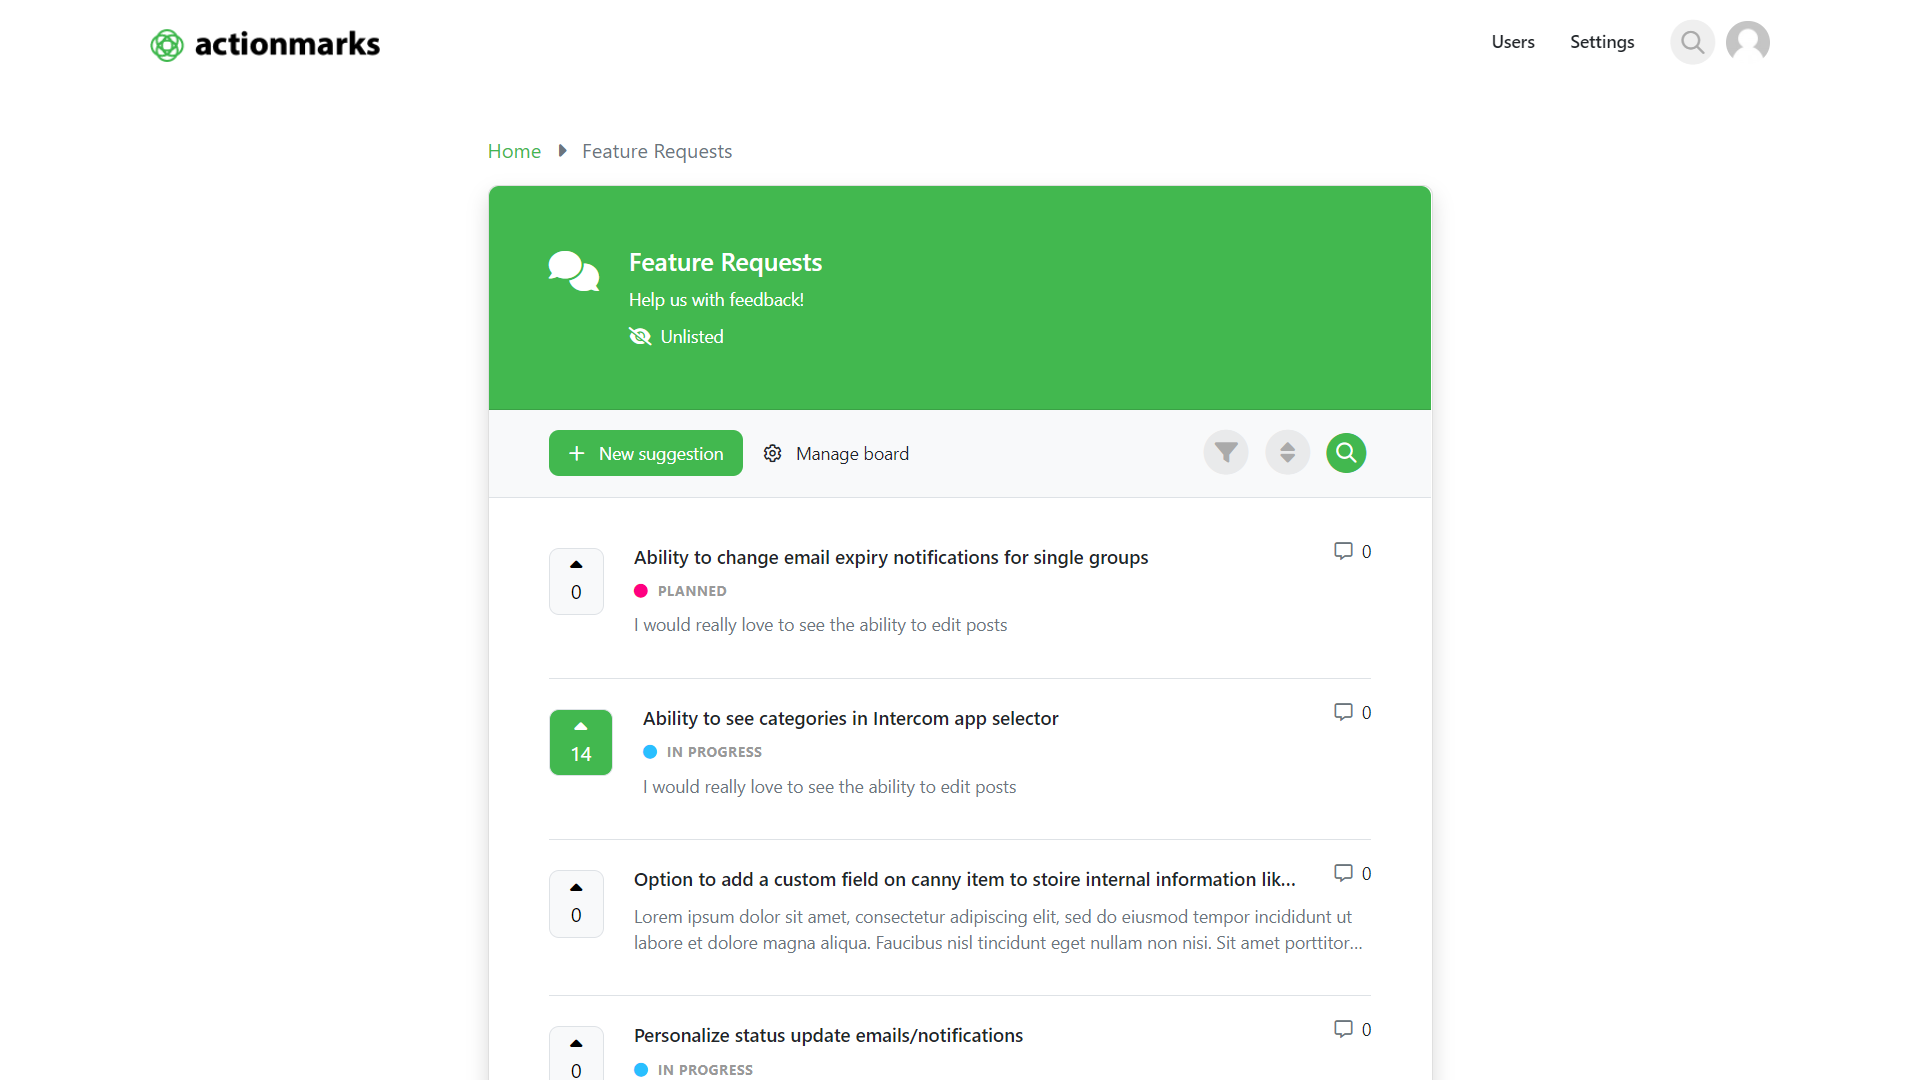 actionmarks
Users
Settings
Home
Feature Requests
Feature Requests
Help us with feedback!
Unlisted
New suggestion
Manage board
Ability to change email expiry notifications for single groups
0
0
PLANNED
I would really love to see the ability to edit posts
Ability to see categories in Intercom app selector
0
14
IN PROGRESS
I would really love to see the ability to edit posts
Option to add a custom field on canny item to stoire internal information lik...
0
0
Lorem ipsum dolor sit amet, consectetur adipiscing elit, sed do eiusmod tempor incididunt ut
labore et dolore magna aliqua. Faucibus nisl tincidunt eget nullam non nisi. Sit amet porttitor...
Personalize status update emails/notifications
0
0
IN PROGRESS